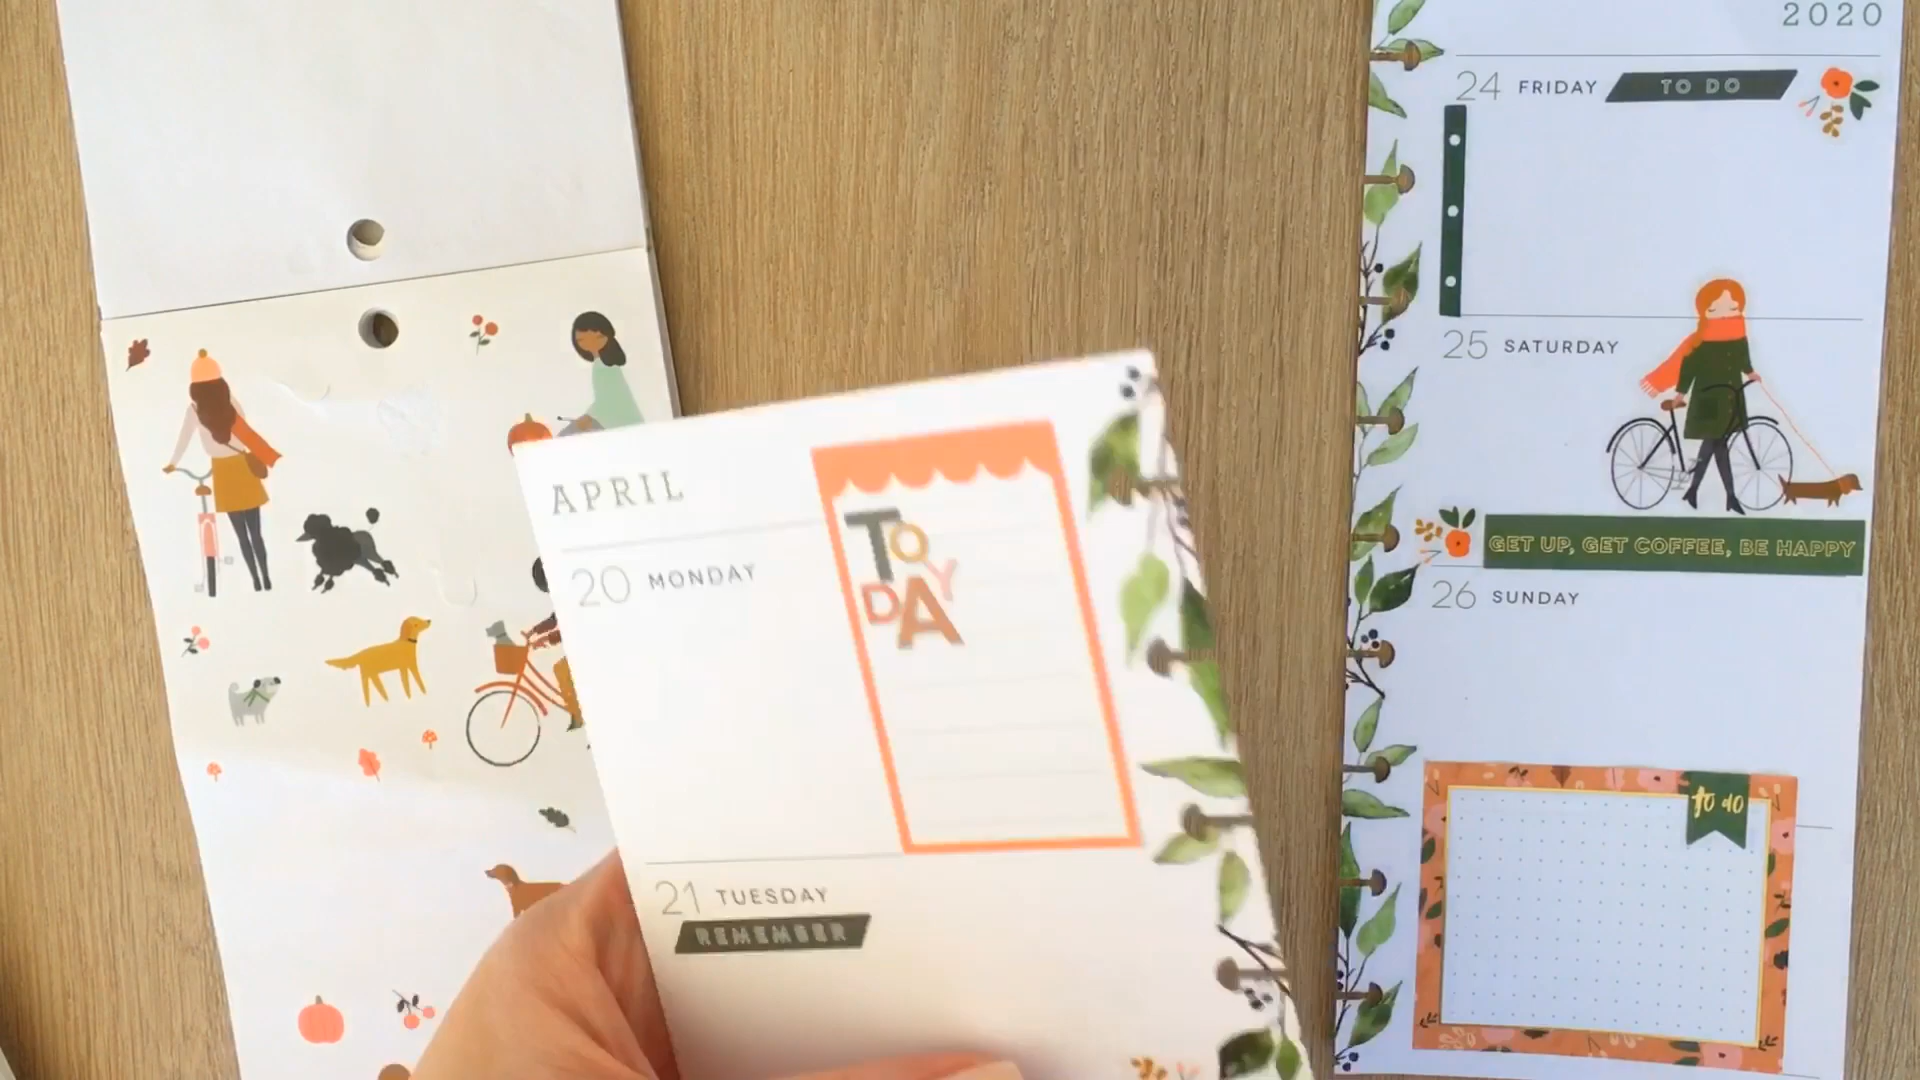 APRIL
20 MONDAY
TODAY
21 TUESDAY
REMEMBER
2020
24 FRIDAY
TO DO
25 SATURDAY
GET UP, GET COFFEE, BE HAPPY
26 SUNDAY
to do